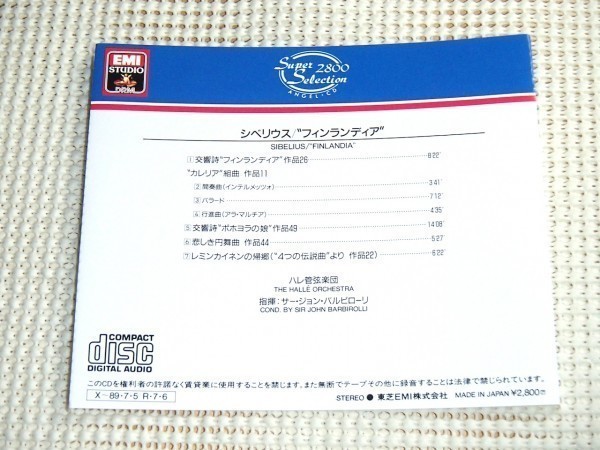 EMI
STUDIO
DRM
Super 2800
Selection
ANGEL-CD
シベリウス/"フィンランディア"
SIBELIUS/"FINLANDIA"
1 交響詩"フィンランディア"作品26 8'22"
"カレリア"組曲 作品11
2 間奏曲(インテルメッツォ) 3'41"
3 バラード 7'12"
4 行進曲(アラ・マルチア) 4'35"
5 交響詩"ポホヨラの娘"作品49 14'08"
6 悲しき円舞曲 作品44 5'27"
7 レミンカイネンの帰郷("4つの伝説曲"より 作品22) 6'22"
ハレ管弦楽団
THE HALLE ORCHESTRA
指揮:サー・ジョン・バルビローリ
COND. BY SIR JOHN BARBIROLLI
COMPACT
disc
DIGITAL AUDIO
このCDを権利者の許諾なく賃貸業に使用することを禁じます。また無断でテープその他に録音することは法律で禁じられています。
X-89・7・5 R・7・6
STEREO ● 東芝EMI株式会社 MADE IN JAPAN ¥2,800